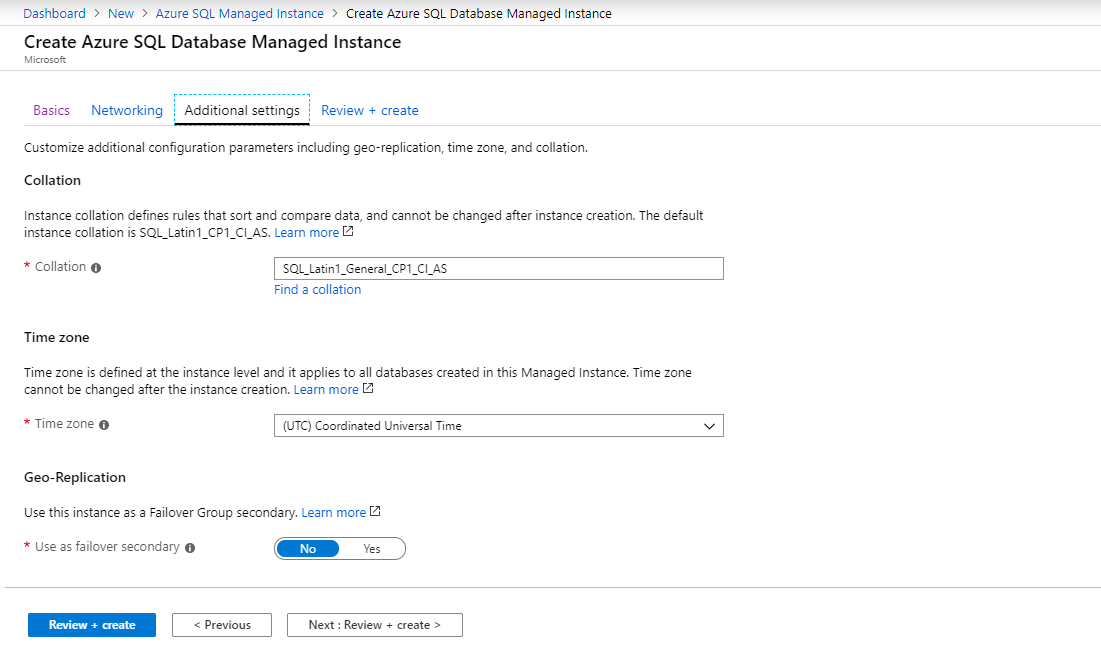 Dashboard > New > Azure SQL Managed Instance > Create Azure SQL Database Managed Instance
Create Azure SQL Database Managed Instance
Microsoft
Basics Networking Additional settings Review + create
Customize additional configuration parameters including geo-replication, time zone, and collation.
Collation
Instance collation defines rules that sort and compare data, and cannot be changed after instance creation. The default
instance collation is SQL_Latin1_CP1_CI_AS. Learn more
* Collation SQL_Latin1_General_CP1_CI_AS
Find a collation
Time zone
Time zone is defined at the instance level and it applies to all databases created in this Managed Instance. Time zone
cannot be changed after the instance creation. Learn more
* Time zone (UTC) Coordinated Universal Time
Geo-Replication
Use this instance as a Failover Group secondary. Learn more
* Use as failover secondary No Yes
Review + create < Previous Next : Review + create >